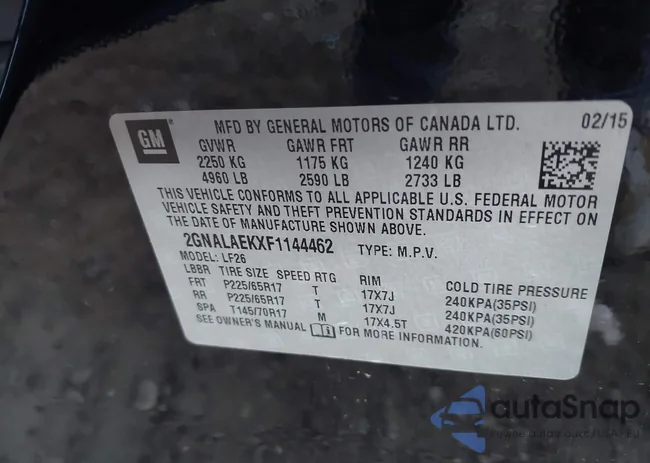 GM
MFD BY GENERAL MOTORS OF CANADA LTD. 02/15
GVWR GAWR FRT GAWR RR
2250 KG 1175 KG 1240 KG
4960 LB 2590 LB 2733 LB
THIS VEHICLE CONFORMS TO ALL APPLICABLE U.S. FEDERAL MOTOR
VEHICLE SAFETY AND THEFT PREVENTION STANDARDS IN EFFECT ON
THE DATE OF MANUFACTURE SHOWN ABOVE.
2GNALAEKXF1144462 TYPE: M.P.V.
MODEL: LF26
LBBR TIRE SIZE SPEED RTG RIM COLD TIRE PRESSURE
FRT P225/65R17 T 17X7J 240KPA(35PSI)
RR P225/65R17 T 17X7J 240KPA(35PSI)
SPA T145/70R17 M 17X4.5T 420KPA(60PSI)
SEE OWNER'S MANUAL FOR MORE INFORMATION.
autoSnap